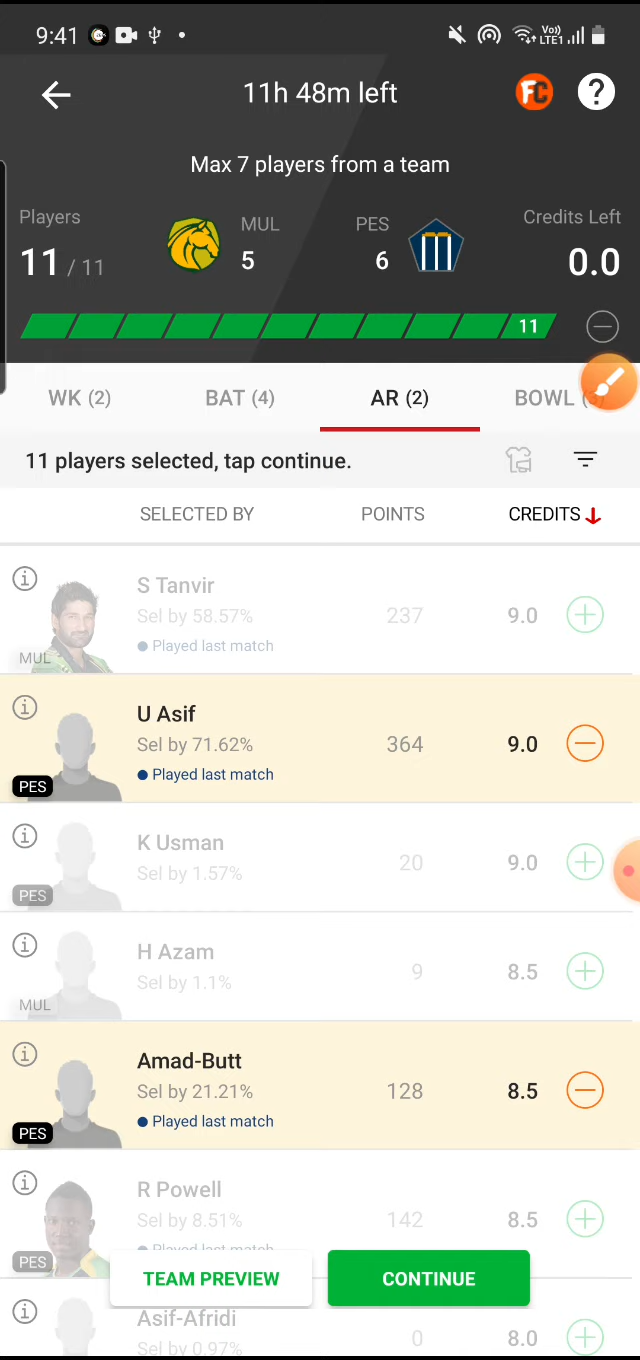 9:41
Vo))
LTE1
11h 48m left
FC
?
Max 7 players from a team
Players
MUL
PES
Credits Left
11 / 11
5
6
0.0
11
WK (2)
BAT (4)
AR (2)
BOWL
11 players selected, tap continue.
SELECTED BY
POINTS
CREDITS
S Tanvir
Sel by 58.57%
237
9.0
Played last match
MUL
U Asif
Sel by 71.62%
364
9.0
Played last match
PES
K Usman
Sel by 1.57%
20
9.0
PES
H Azam
Sel by 1.1%
9
8.5
MUL
Amad-Butt
Sel by 21.21%
128
8.5
Played last match
PES
R Powell
Sel by 8.51%
142
8.5
Played last match
PES
TEAM PREVIEW
CONTINUE
Asif-Afridi
Sel by 0.97%
0
8.0